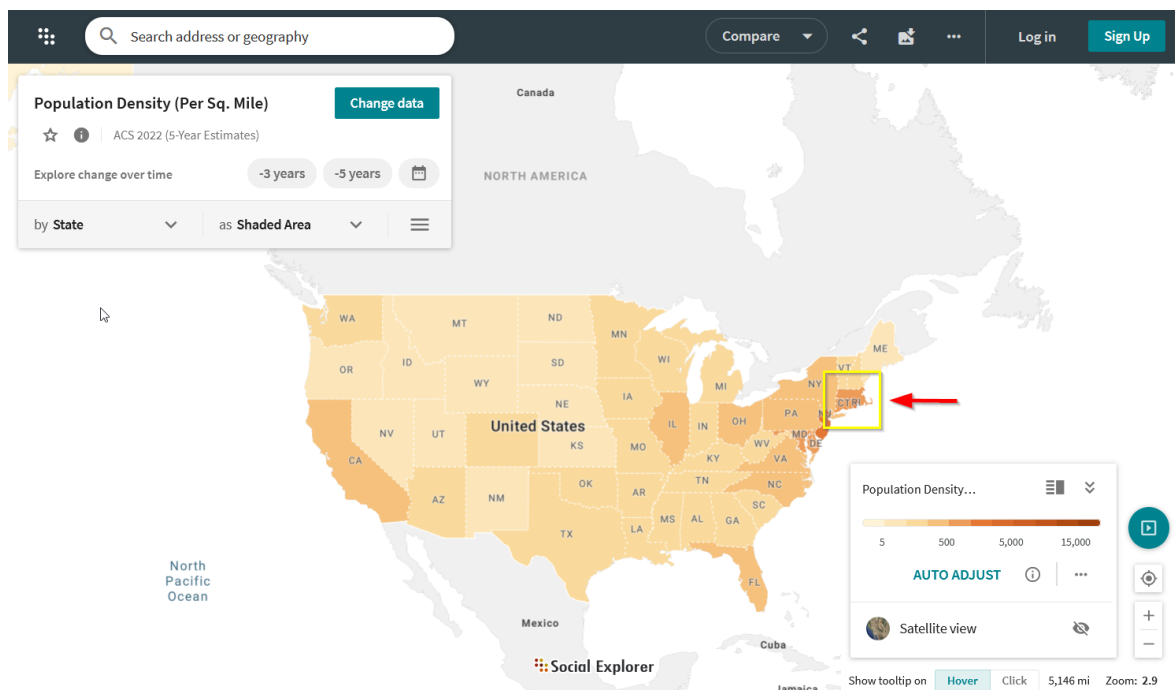 Search address or geography
Compare
Log in
Sign Up
Population Density (Per Sq. Mile)
Change data
ACS 2022 (5-Year Estimates)
Explore change over time
-3 years
-5 years
by State
as Shaded Area
Canada
NORTH AMERICA
United States
WA
MT
ND
MN
OR
ID
WY
SD
WI
MI
VT
ME
NY
CT
RI
NV
UT
NE
IA
IL
IN
OH
PA
NJ
CA
KS
MO
KY
WV
VA
MD
DE
AZ
NM
OK
AR
TN
NC
SC
TX
LA
MS
AL
GA
FL
North
Pacific
Ocean
Mexico
Cuba
Jamaica
Social Explorer
Population Density...
5 500 5,000 15,000
AUTO ADJUST
Satellite view
Show tooltip on Hover Click 5,146 mi Zoom: 2.9